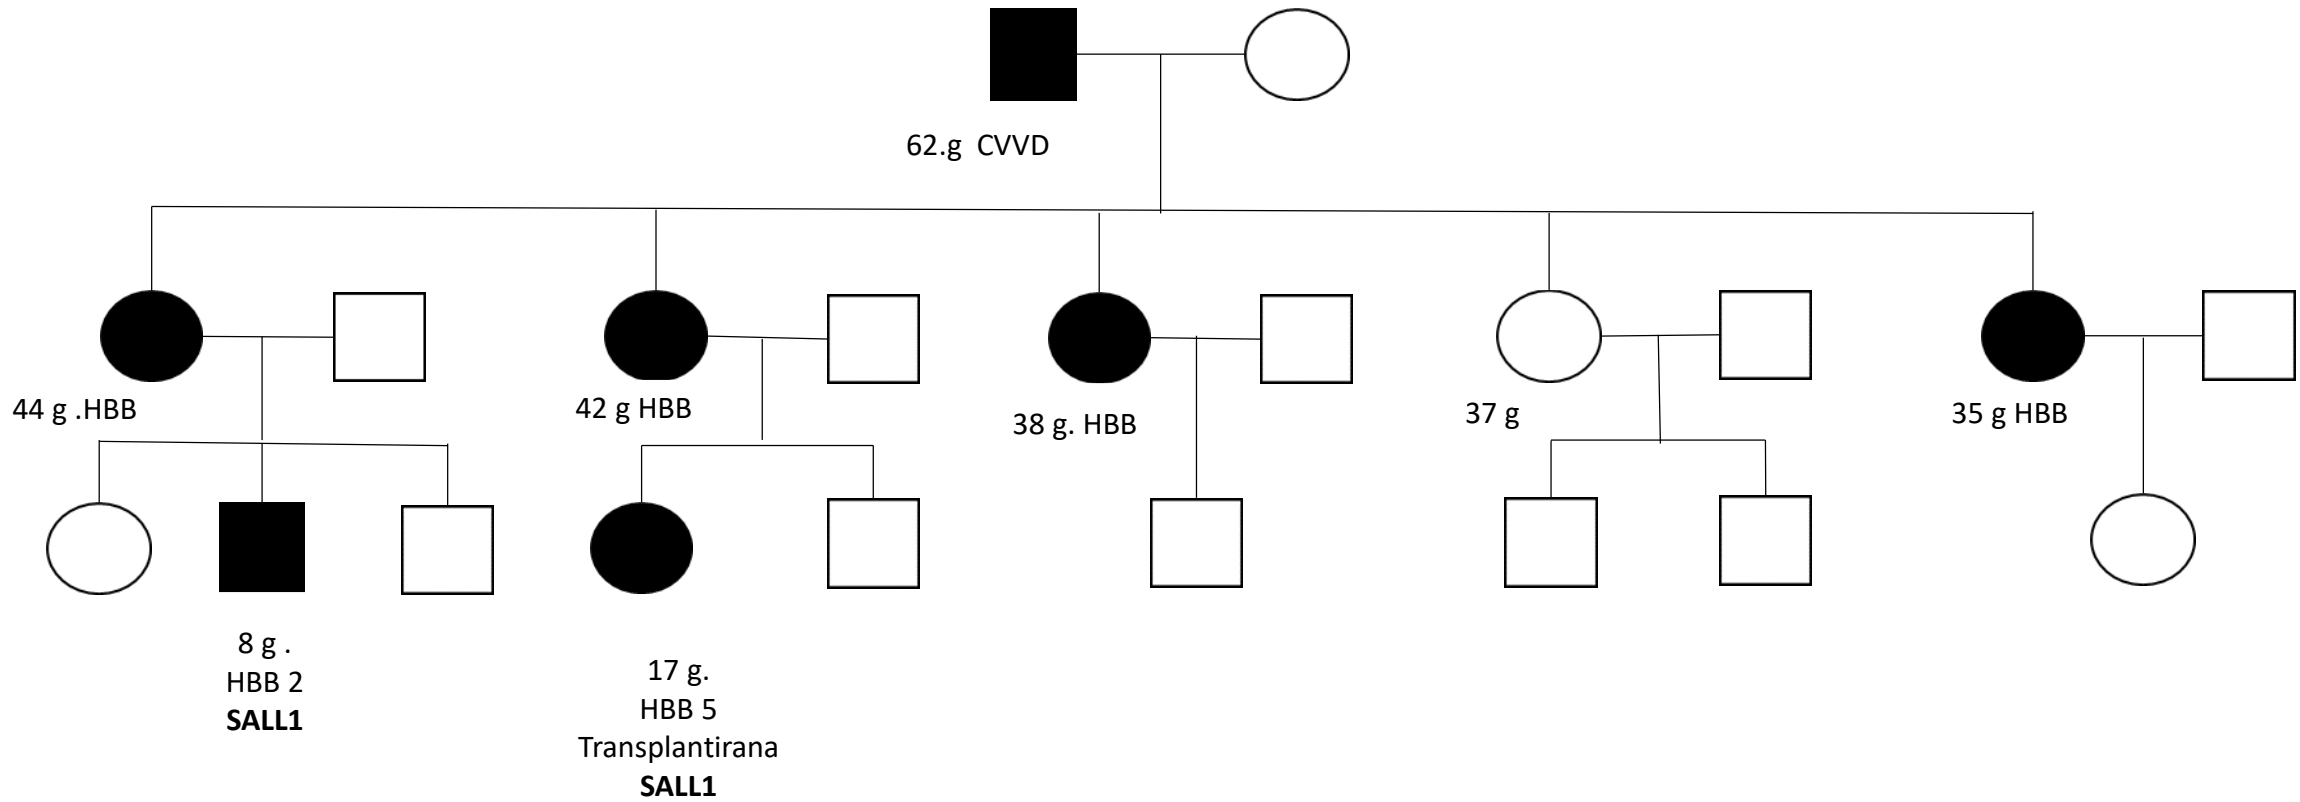 62.g  CVVD
44 g .HBB
42 g HBB
38 g. HBB
37 g
35 g HBB
8 g .
HBB 2
SALL1
17 g.
HBB 5
Transplantirana
SALL1